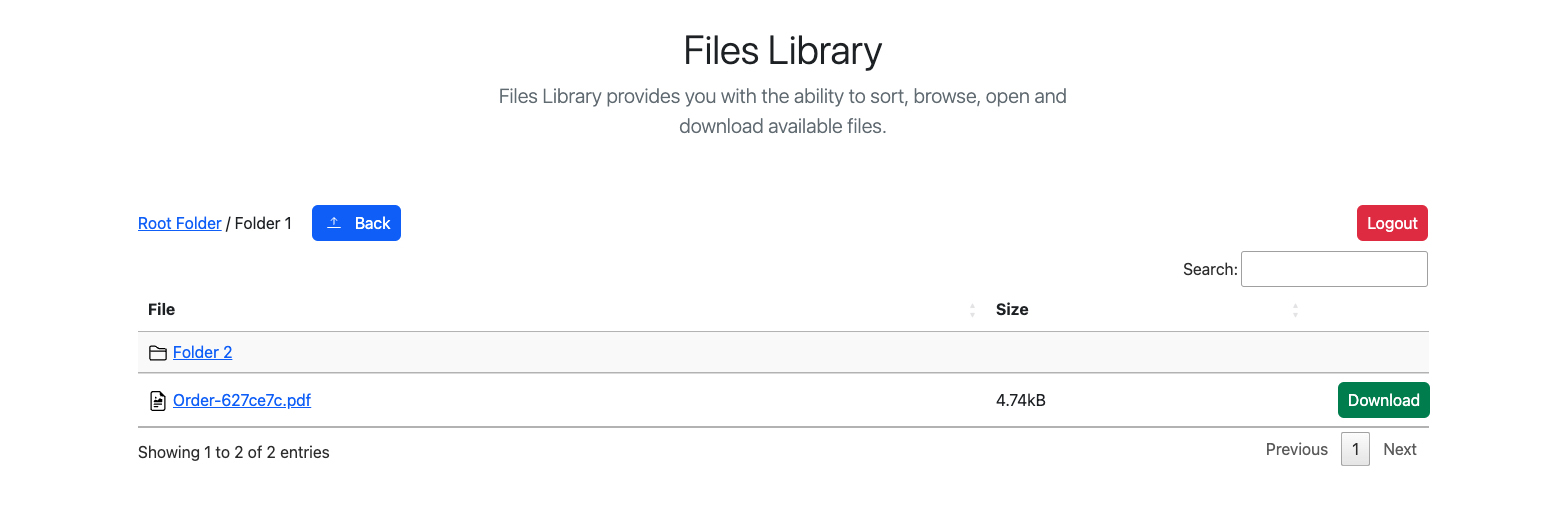 Files Library
Files Library provides you with the ability to sort, browse, open and
download available files.
Root Folder / Folder 1 Back Logout
Search:
File Size
Folder 2
Order-627ce7c.pdf 4.74kB Download
Showing 1 to 2 of 2 entries Previous 1 Next